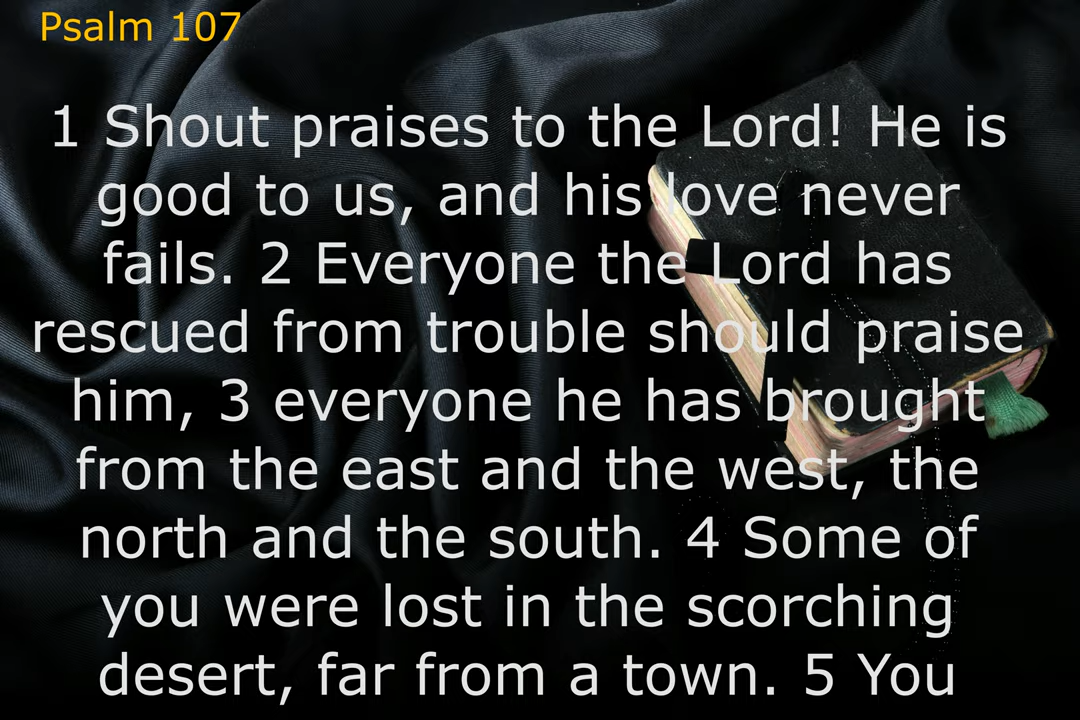 Psalm 107
1 Shout praises to the Lord! He is
good to us, and his love never
fails. 2 Everyone the Lord has
rescued from trouble should praise
him, 3 everyone he has brought
from the east and the west, the
north and the south. 4 Some of
you were lost in the scorching
desert, far from a town. 5 You